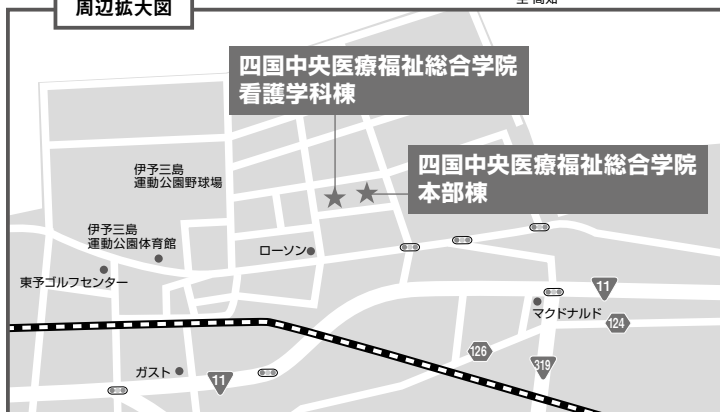 至 高知
周辺拡大図
四国中央医療福祉総合学院
看護学科棟
四国中央医療福祉総合学院
本部棟
伊予三島
運動公園野球場
伊予三島
運動公園体育館
ローソン
東予ゴルフセンター
11
マクドナルド
124
126
319
ガスト
11